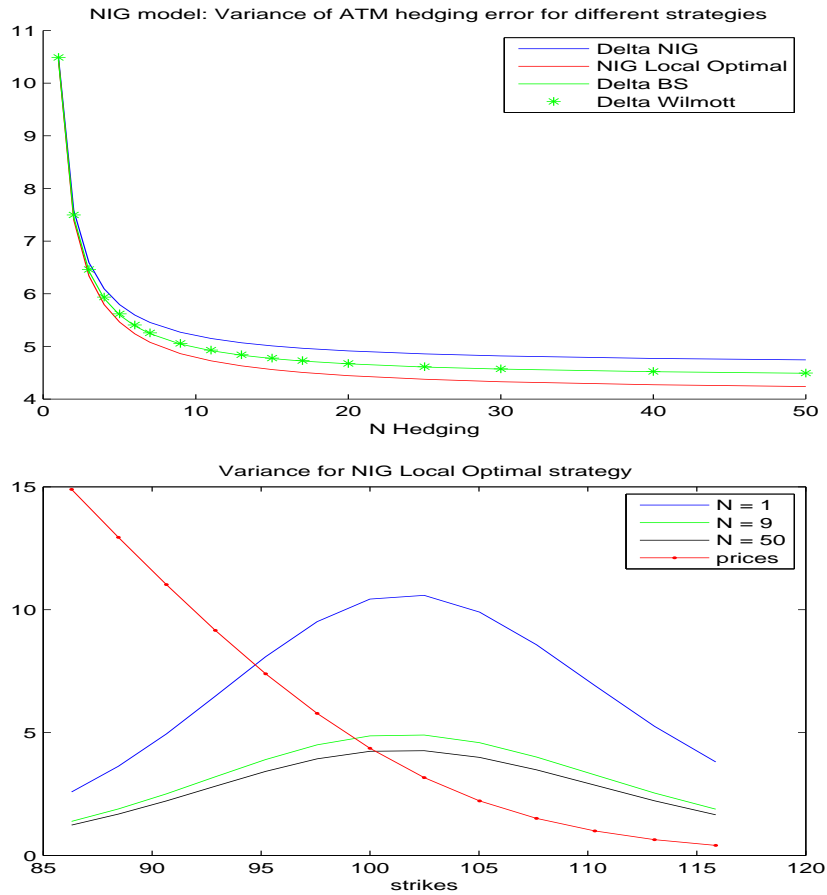 NIG model: Variance of ATM hedging error for different strategies
11
10
9
8
7
6
5
4
Delta NIG
NIG Local Optimal
Delta BS
Delta Wilmott
0 10 20 30 40 50
N Hedging
Variance for NIG Local Optimal strategy
15
10
5
0
N = 1
N = 9
N = 50
prices
85 90 95 100 105 110 115 120
strikes